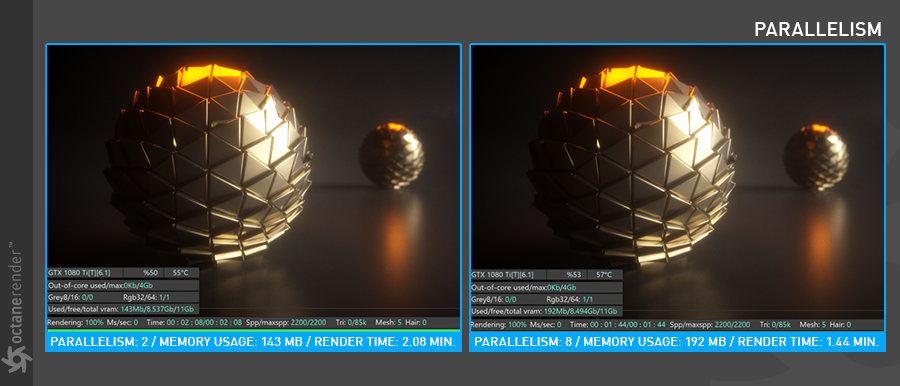 PARALLELISM
GTX 1080 Ti[T][6.1] %50 55°C
Out-of-core used/max:0Kb/4Gb
Grey8/16: 0/0 Rgb32/64: 1/1
Used/free/total vram: 143Mb/8.537Gb/11Gb
Rendering: 100% Ms/sec: 0 Time: 00 : 02 : 08/00 : 02 : 08 Spp/maxspp: 2200/2200 Tri: 0/85k Mesh: 5 Hair: 0
PARALLELISM: 2 / MEMORY USAGE: 143 MB / RENDER TIME: 2.08 MIN.
GTX 1080 Ti[T][6.1] %53 57°C
Out-of-core used/max:0Kb/4Gb
Grey8/16: 0/0 Rgb32/64: 1/1
Used/free/total vram: 192Mb/8.494Gb/11Gb
Rendering: 100% Ms/sec: 0 Time: 00 : 01 : 44/00 : 01 : 44 Spp/maxspp: 2200/2200 Tri: 0/85k Mesh: 5 Hair: 0
PARALLELISM: 8 / MEMORY USAGE: 192 MB / RENDER TIME: 1.44 MIN.
octanerender™